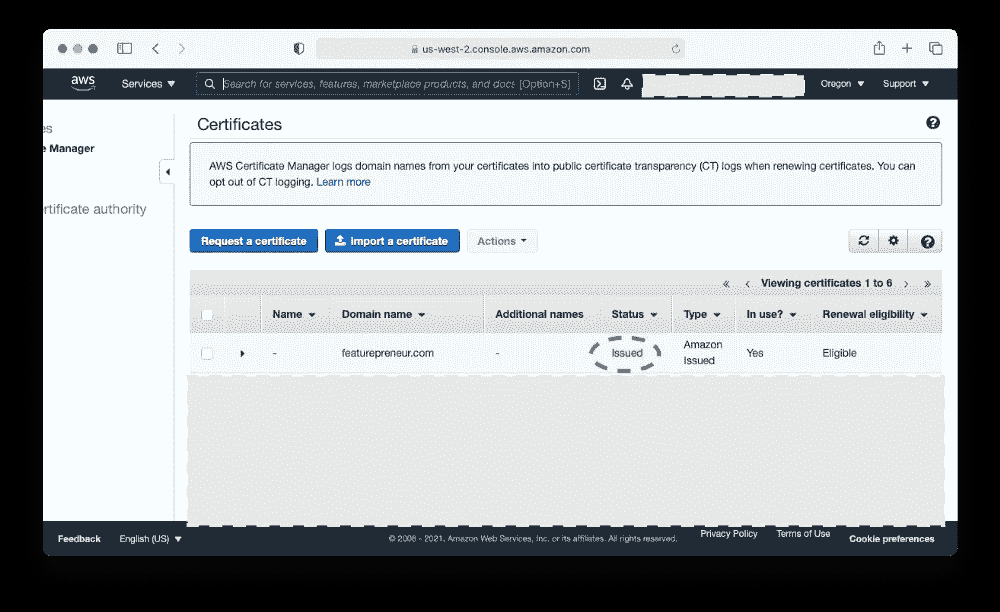 us-west-2.console.aws.amazon.com
aws Services Search for services, features, marketplace products, and docs [Option+S] Oregon Support
es
e Manager
rtificate authority
Certificates
AWS Certificate Manager logs domain names from your certificates into public certificate transparency (CT) logs when renewing certificates. You can
opt out of CT logging. Learn more
Request a certificate Import a certificate Actions
« ‹ Viewing certificates 1 to 6 › »
Name Domain name Additional names Status Type In use? Renewal eligibility
- featurepreneur.com - Issued Amazon Issued Yes Eligible
Feedback English (US) © 2008 - 2021, Amazon Web Services, Inc. or its affiliates. All rights reserved. Privacy Policy Terms of Use Cookie preferences